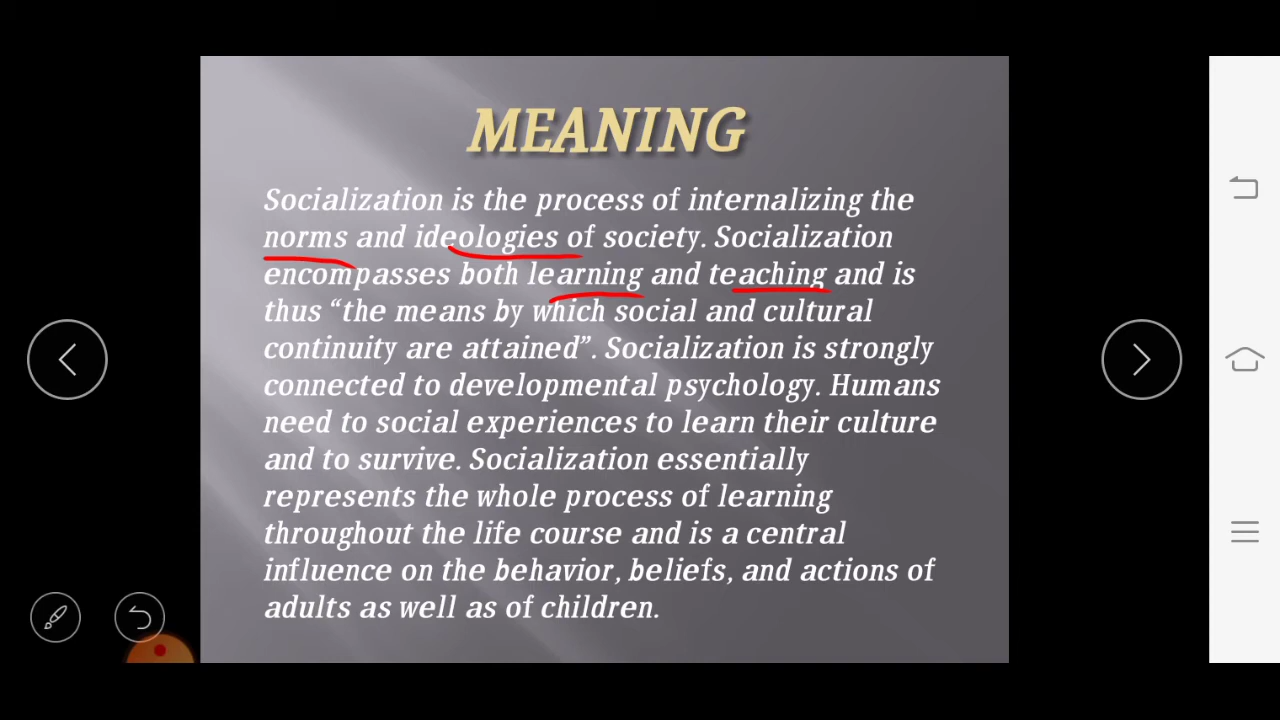 MEANING
Socialization is the process of internalizing the
norms and ideologies of society. Socialization
encompasses both learning and teaching and is
thus “the means by which social and cultural
continuity are attained”. Socialization is strongly
connected to developmental psychology. Humans
need to social experiences to learn their culture
and to survive. Socialization essentially
represents the whole process of learning
throughout the life course and is a central
influence on the behavior, beliefs, and actions of
adults as well as of children.